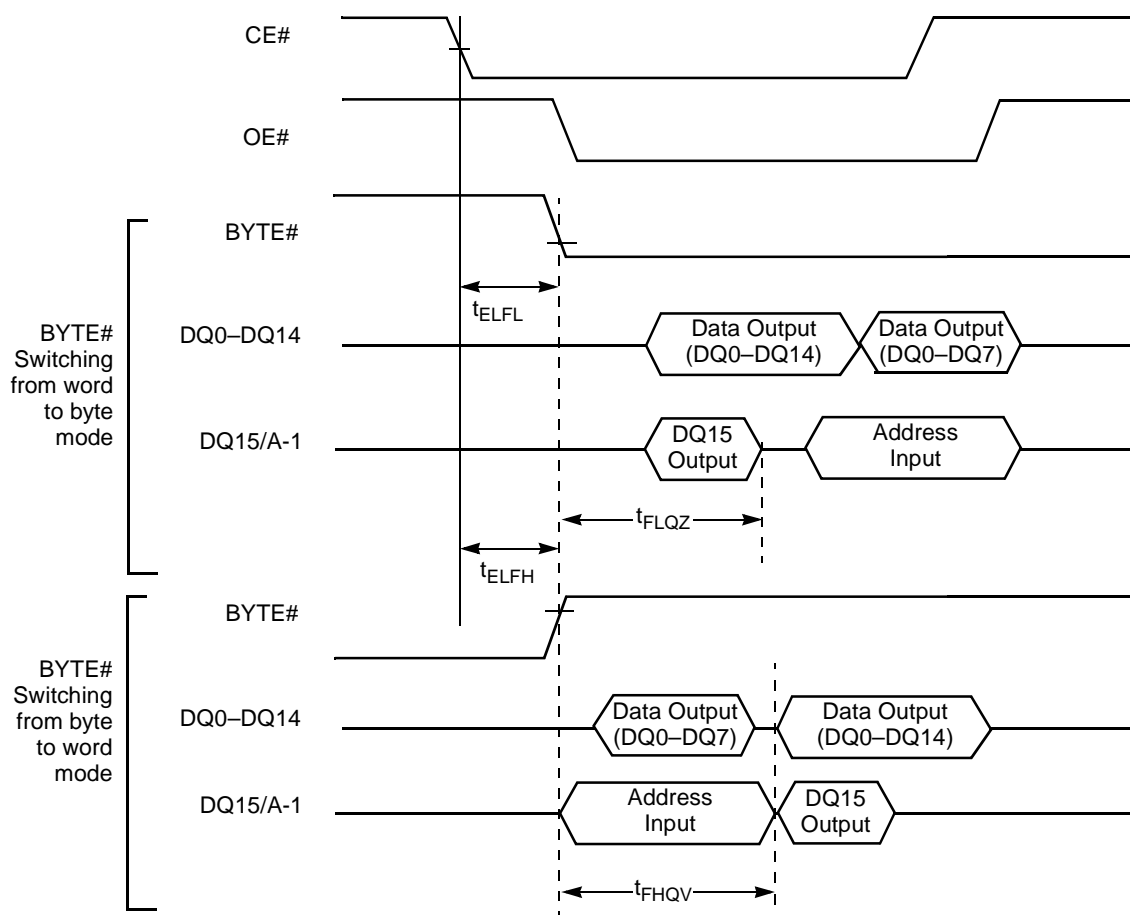 CE#
OE#
BYTE#
tELFL
BYTE#
Switching
from word
to byte
mode
DQ0–DQ14
Data Output
(DQ0–DQ14)
Data Output
(DQ0–DQ7)
DQ15/A-1
DQ15
Output
Address
Input
tFLQZ
tELFH
BYTE#
BYTE#
Switching
from byte
to word
mode
DQ0–DQ14
Data Output
(DQ0–DQ7)
Data Output
(DQ0–DQ14)
DQ15/A-1
Address
Input
DQ15
Output
tFHQV